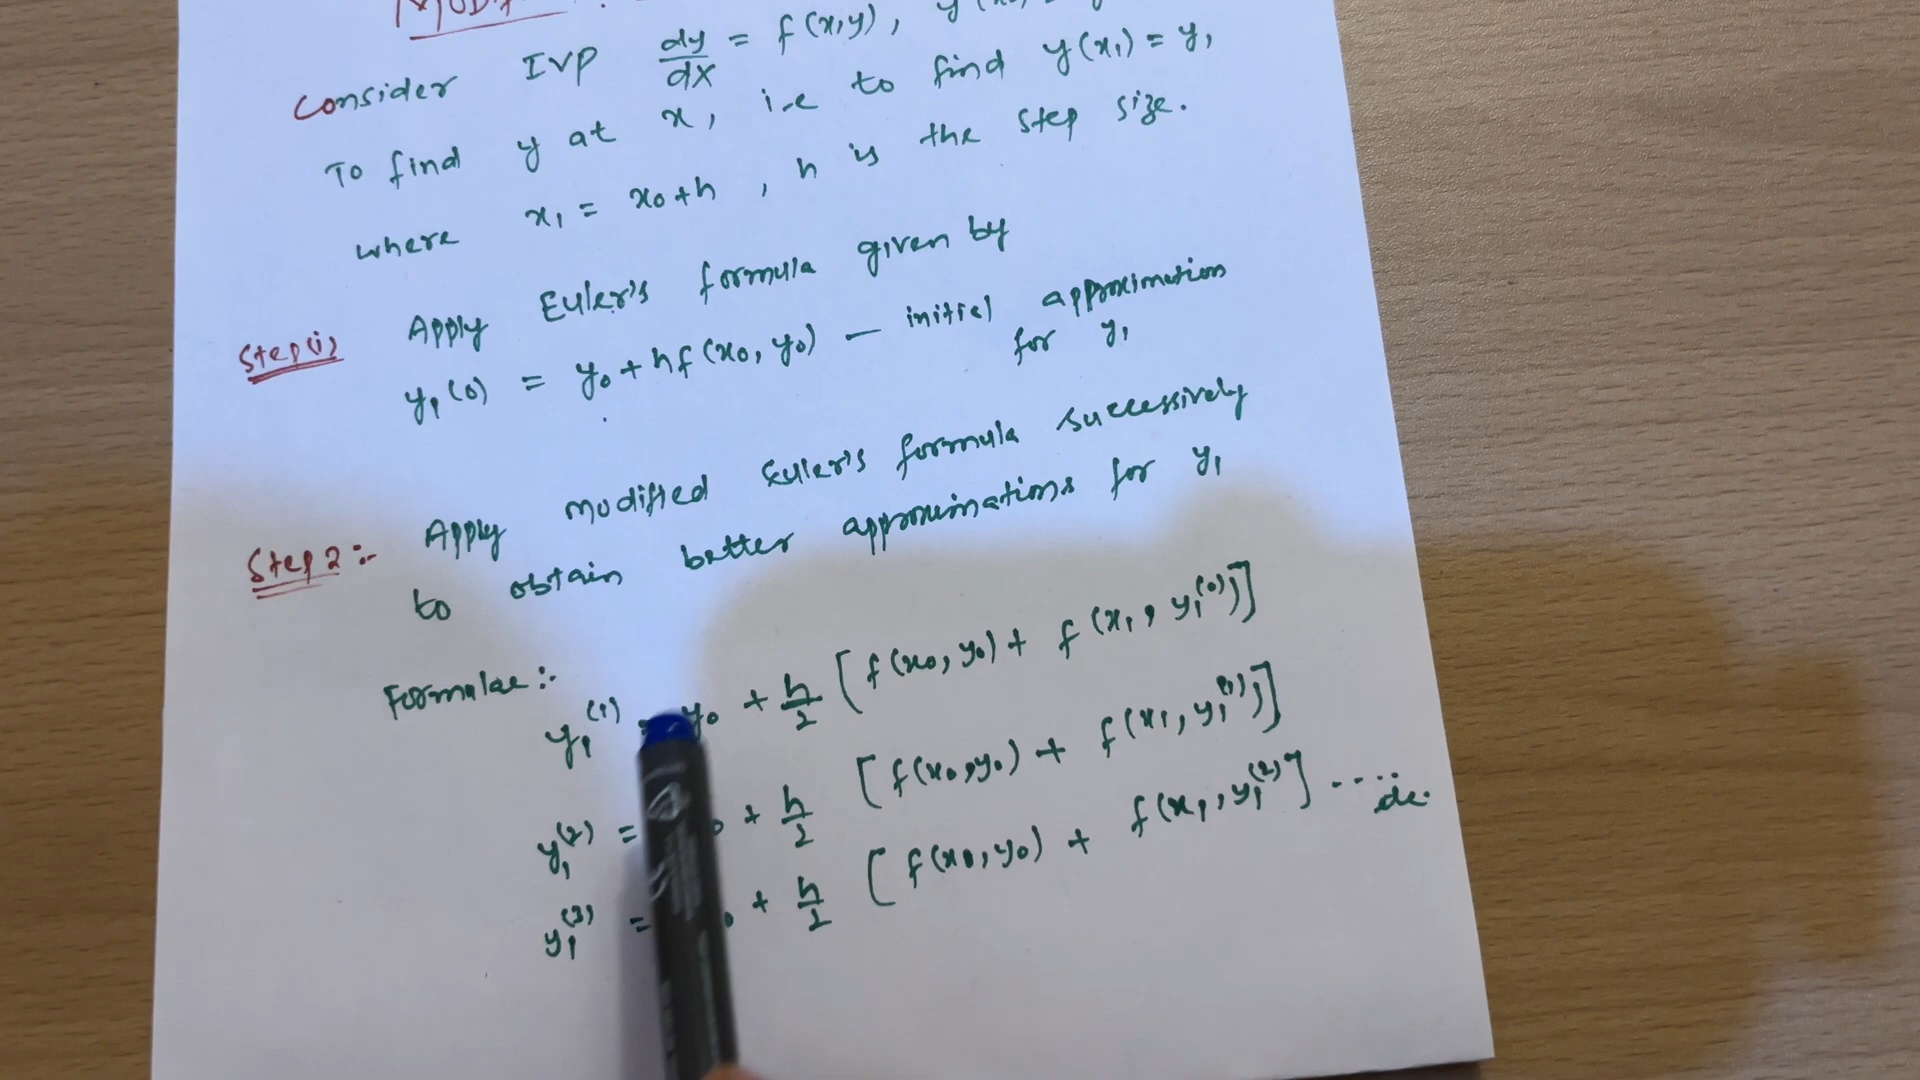 Consider IVP dy/dx = f(x,y),
To find y at x, i.e to find y(x₁) = y₁
where x₁ = x₀+h, h is the step size.
Step(i) Apply Euler's formula given by
y₁(0) = y₀+hf(x₀, y₀) — initial approximation
for y₁
Step 2:- Apply modified Euler's formula successively
to obtain better approximations for y₁
Formulae:-
y₁⁽¹⁾ = y₀ + h/2 [f(x₀, y₀) + f(x₁, y₁⁽⁰⁾)]
y₁⁽²⁾ = + h/2 [f(x₀, y₀) + f(x₁, y₁⁽¹⁾)]
y₁⁽³⁾ = + h/2 [f(x₀, y₀) + f(x₁, y₁⁽²⁾] .....